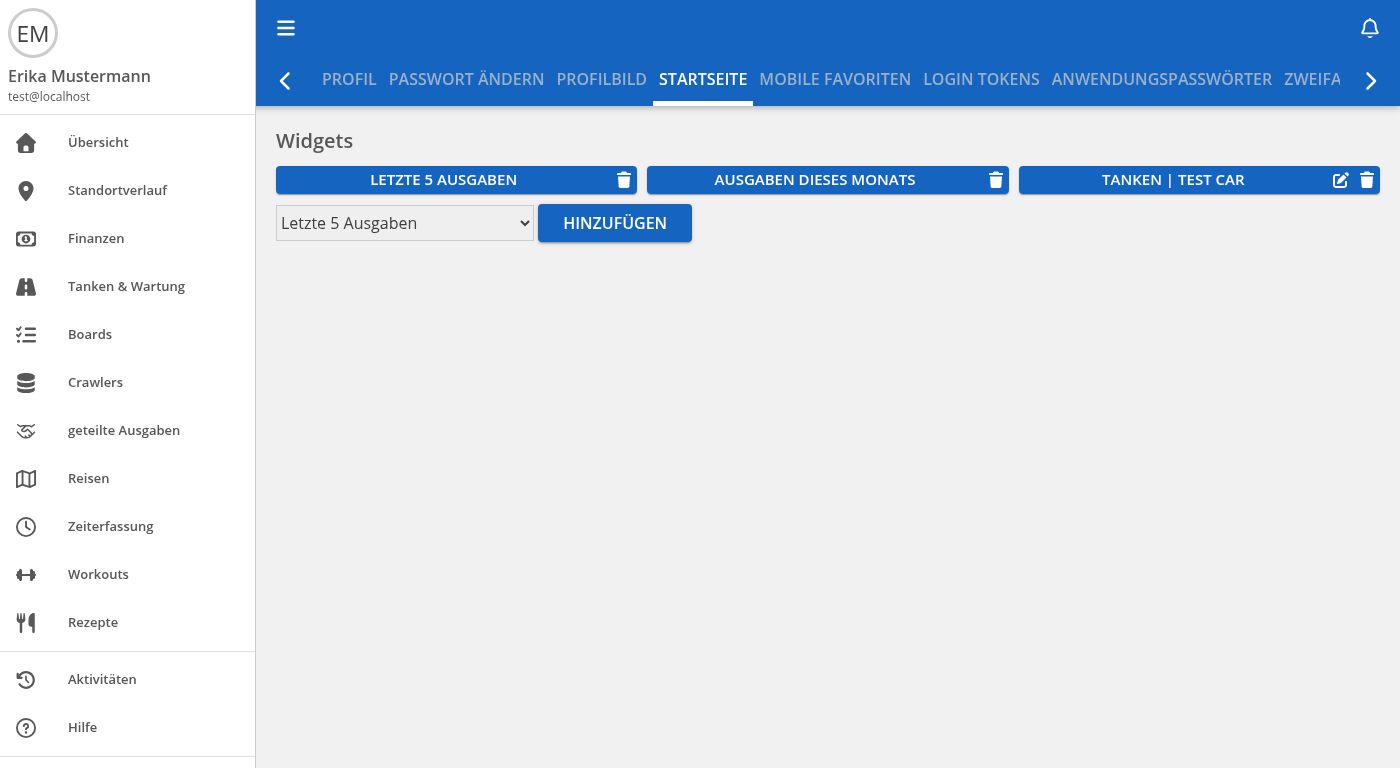 EM
Erika Mustermann
test@localhost
Übersicht
Standortverlauf
Finanzen
Tanken & Wartung
Boards
Crawlers
geteilte Ausgaben
Reisen
Zeiterfassung
Workouts
Rezepte
Aktivitäten
Hilfe
PROFIL PASSWORT ÄNDERN PROFILBILD STARTSEITE MOBILE FAVORITEN LOGIN TOKENS ANWENDUNGSPASSWÖRTER ZWEIFA
Widgets
LETZTE 5 AUSGABEN AUSGABEN DIESES MONATS TANKEN | TEST CAR
Letzte 5 Ausgaben HINZUFÜGEN